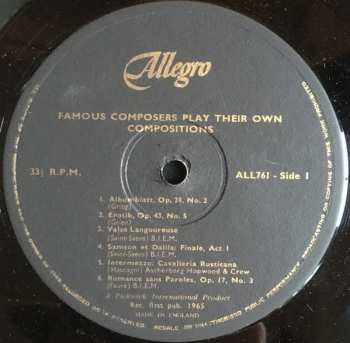 Allegro
FAMOUS COMPOSERS PLAY THEIR OWN
COMPOSITIONS
33⅓ R.P.M.
ALL761 - Side 1
1. Albumblatt, Op. 28, No. 2
(Grieg)
2. Erotik, Op. 43, No. 5
(Grieg)
3. Valse Langoureuse
(Saint-Saens) B.I.E.M.
4. Samson et Dalila: Finale, Act 1
(Saint-Saens) B.I.E.M.
5. Intermezzo: Cavalleria Rusticana
(Mascagni) Ascherberg Hopwood & Crew
6. Romance sans Paroles, Op. 17, No. 3
(Faure) B.I.E.M.
A Pickwick International Product
Rec. first pub. 1965
MADE IN ENGLAND